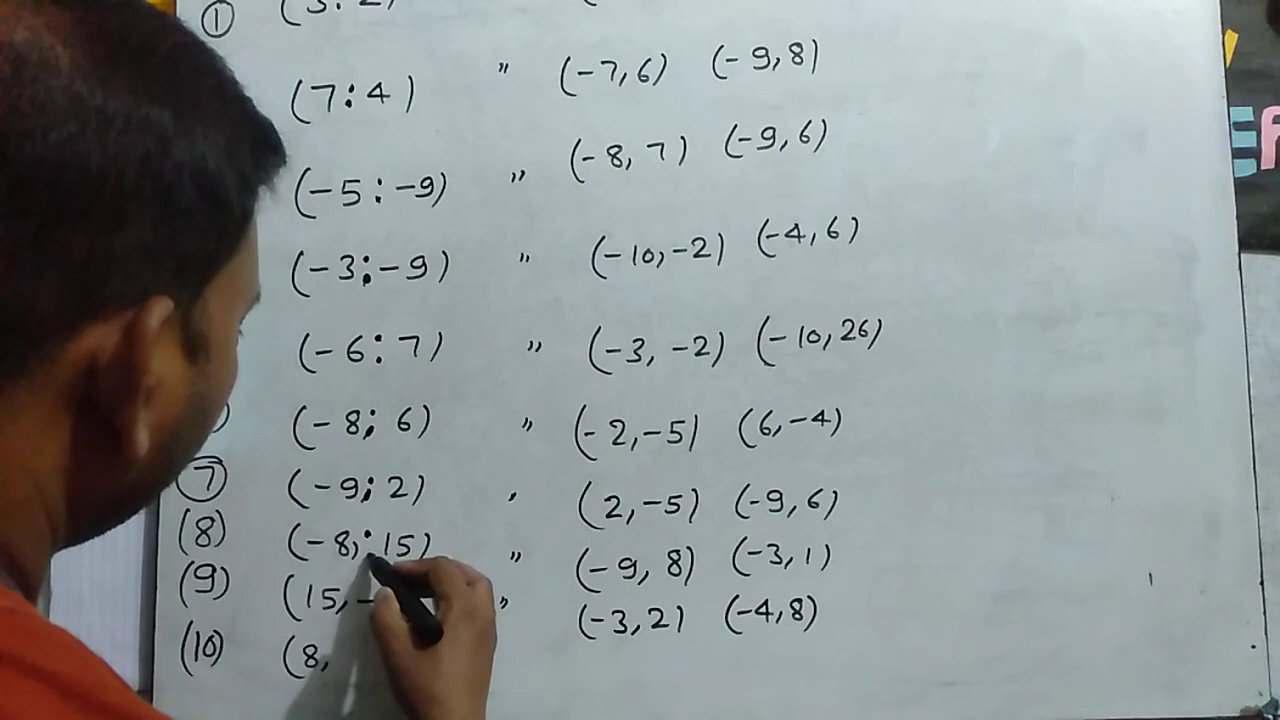 ①
(7:4) " (-7,6) (-9,8)
(-5:-9) " (-8,7) (-9,6)
(-3:-9) " (-10,-2) (-4,6)
(-6:7) " (-3,-2) (-10,26)
(-8:6) " (-2,-5) (6,-4)
⑦ (-9:2) , (2,-5) (-9,6)
(8) (-8:15) " (-9,8) (-3,1)
(9) (15,- " (-3,2) (-4,8)
(10) (8,